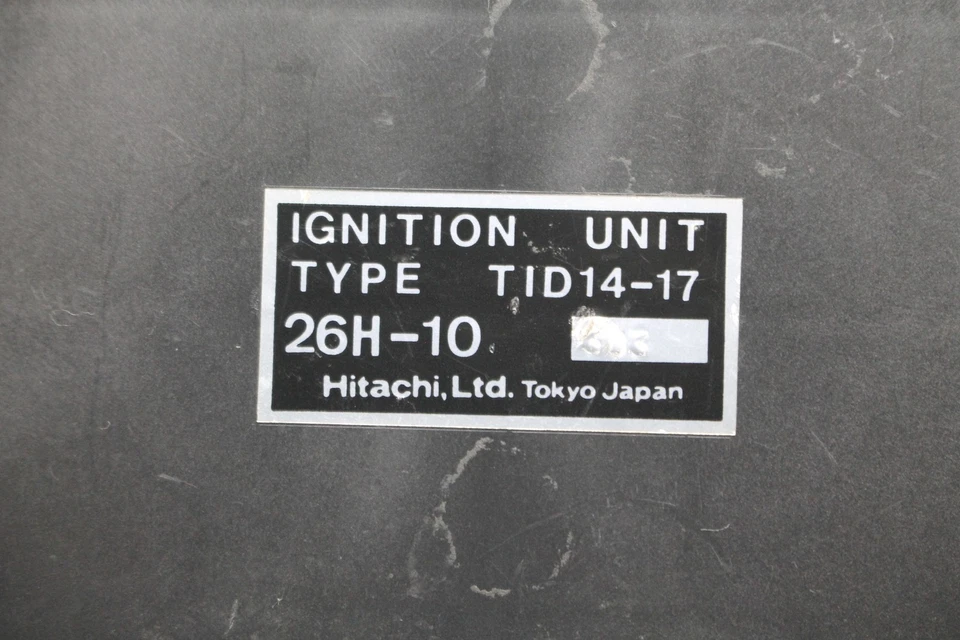 IGNITION UNIT
TYPE TID14-17
26H-10
Hitachi, Ltd. Tokyo Japan